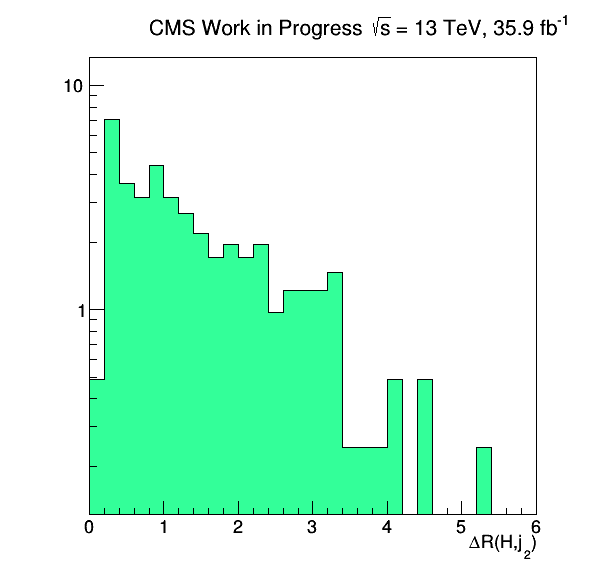 CMS Work in Progress √s = 13 TeV, 35.9 fb⁻¹
10
1
0 1 2 3 4 5 6
ΔR(H,j₂)